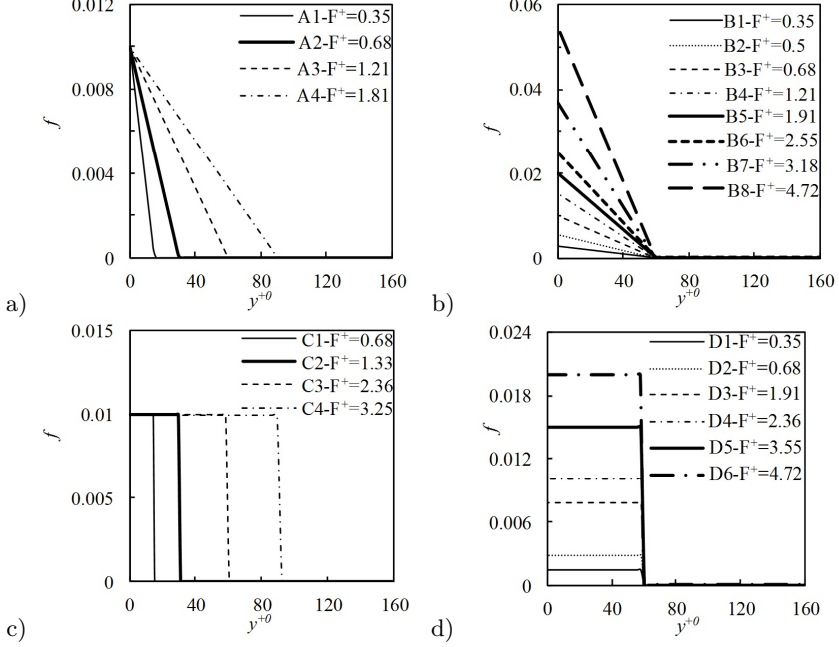 0.012
0.008
0.004
0
f
0 40 80 120 160
y+0
A1-F+=0.35
A2-F+=0.68
A3-F+=1.21
A4-F+=1.81
a)
0.06
0.04
0.02
0
f
0 40 80 120 160
y+0
B1-F+=0.35
B2-F+=0.5
B3-F+=0.68
B4-F+=1.21
B5-F+=1.91
B6-F+=2.55
B7-F+=3.18
B8-F+=4.72
b)
0.015
0.01
0.005
0
f
0 40 80 120 160
y+0
C1-F+=0.68
C2-F+=1.33
C3-F+=2.36
C4-F+=3.25
c)
0.024
0.018
0.012
0.006
0
f
0 40 80 120 160
y+0
D1-F+=0.35
D2-F+=0.68
D3-F+=1.91
D4-F+=2.36
D5-F+=3.55
D6-F+=4.72
d)